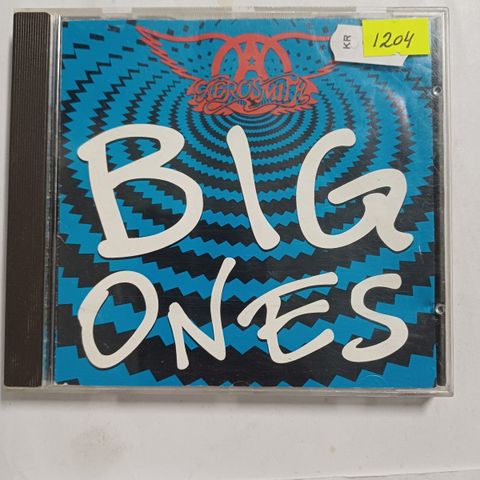 A
AEROSMITH
KR
1204
BIG
ONES